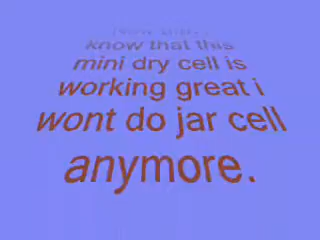 know that this
mini dry cell is
working great i
wont do jar cell
anymore.